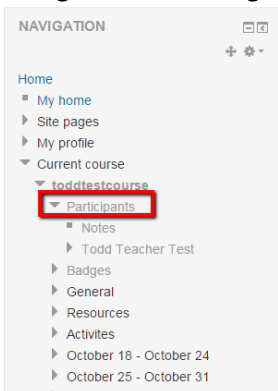 NAVIGATION
Home
My home
Site pages
My profile
Current course
toddtestcourse
Participants
Notes
Todd Teacher Test
Badges
General
Resources
Activites
October 18 - October 24
October 25 - October 31